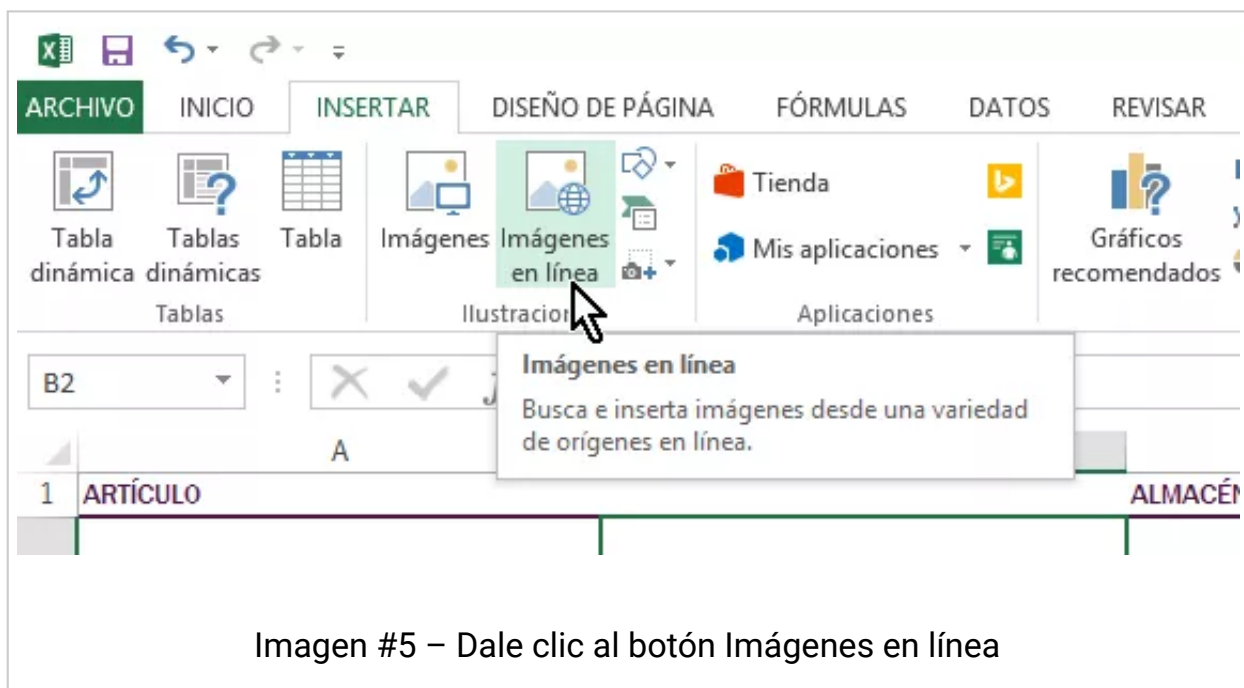 ARCHIVO INICIO INSERTAR DISEÑO DE PÁGINA FÓRMULAS DATOS REVISAR
Tabla dinámica
Tablas dinámicas
Tabla
Imágenes
Imágenes en línea
Tienda
Mis aplicaciones
Gráficos recomendados
Tablas
Aplicaciones
Imágenes en línea
Busca e inserta imágenes desde una variedad
de orígenes en línea.
B2
A
1 ARTÍCULO
Imagen #5 – Dale clic al botón Imágenes en línea